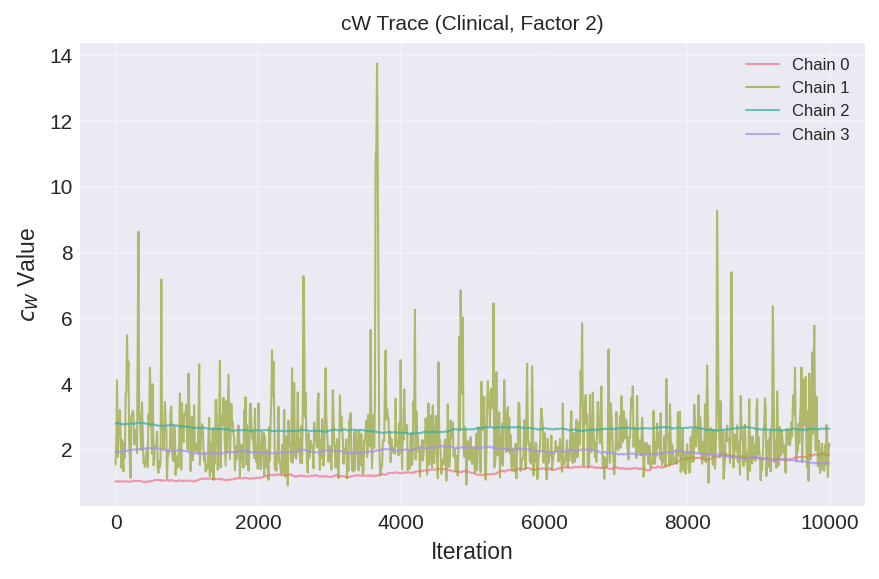 cW Trace (Clinical, Factor 2)
14
12
10
8
6
4
2
cW Value
0
2000
4000
6000
8000
10000
Iteration
Chain 0
Chain 1
Chain 2
Chain 3